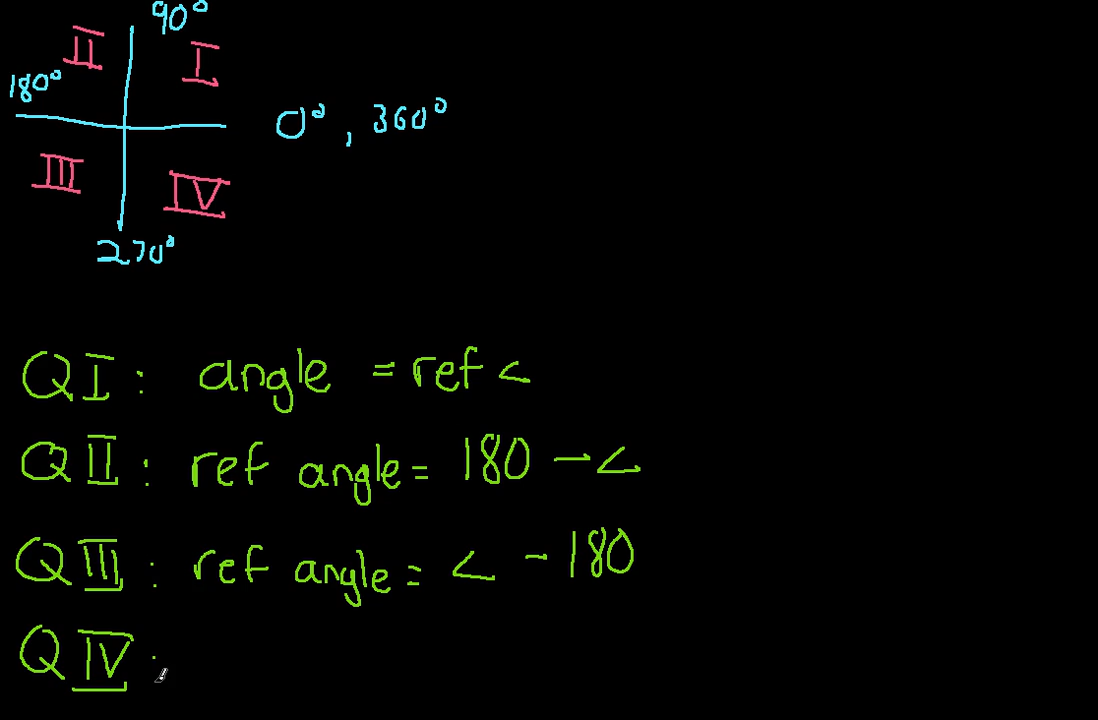 90°
II I
180°
0°, 360°
III IV
270°
QI: angle = ref <
QII: ref angle = 180 - <
QIII: ref angle = < - 180
QIV: